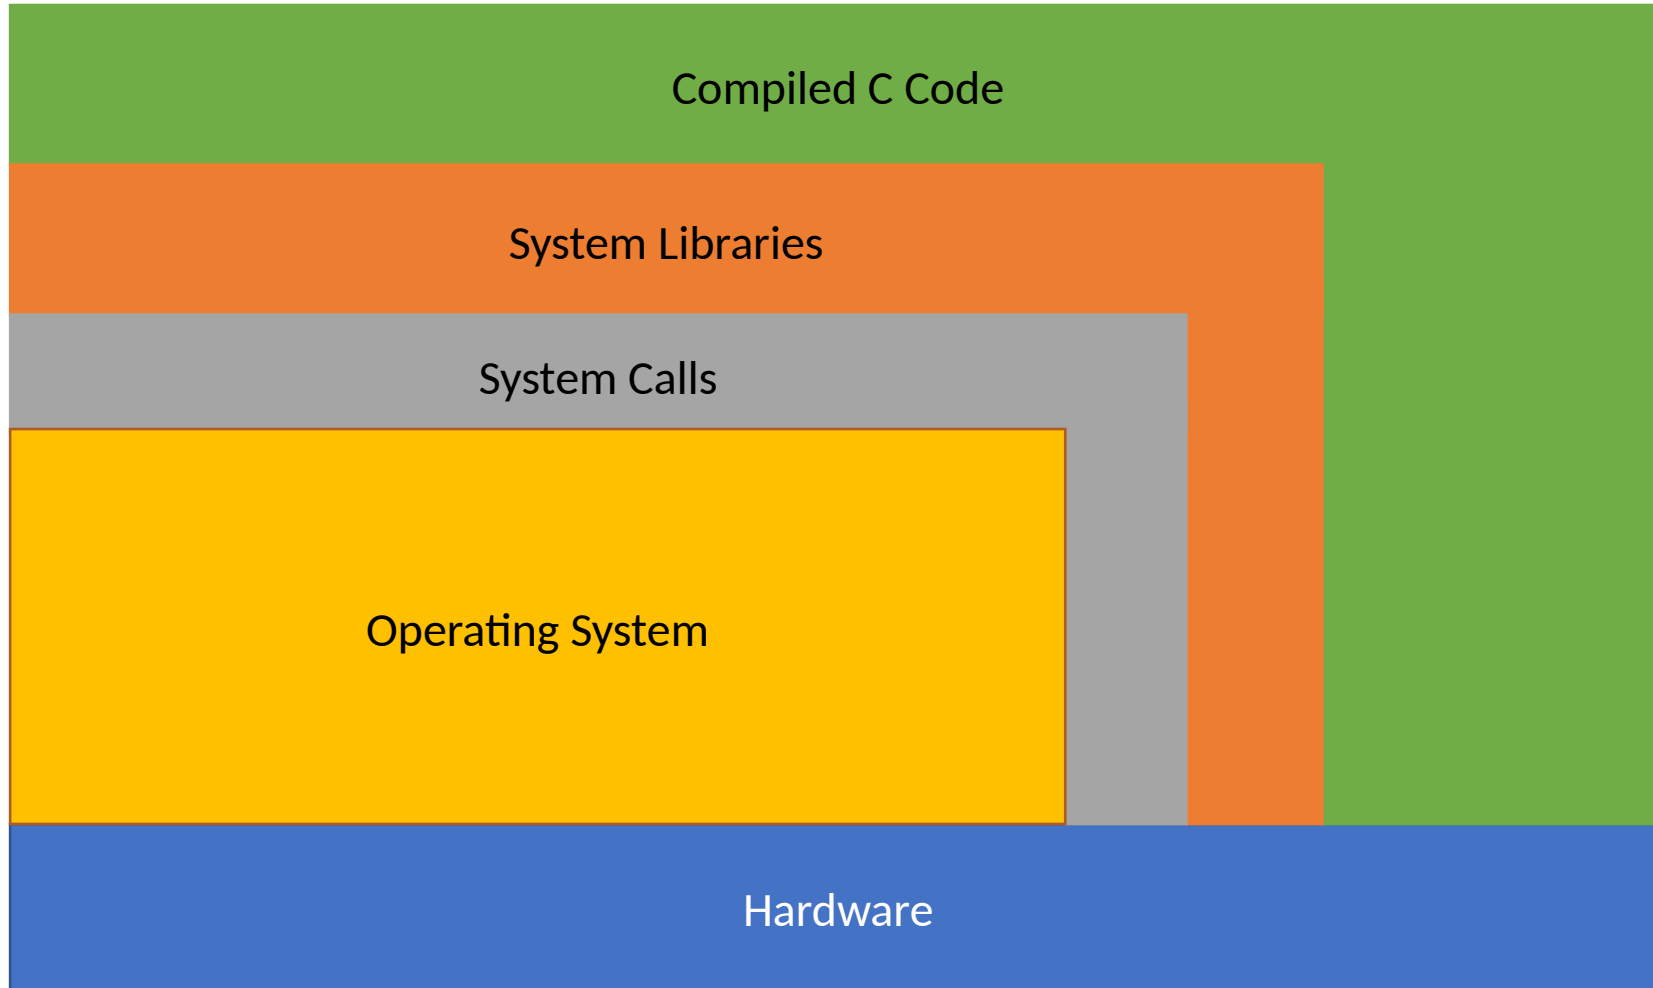 Compiled C Code
System Libraries
System Calls
Operating System
Hardware